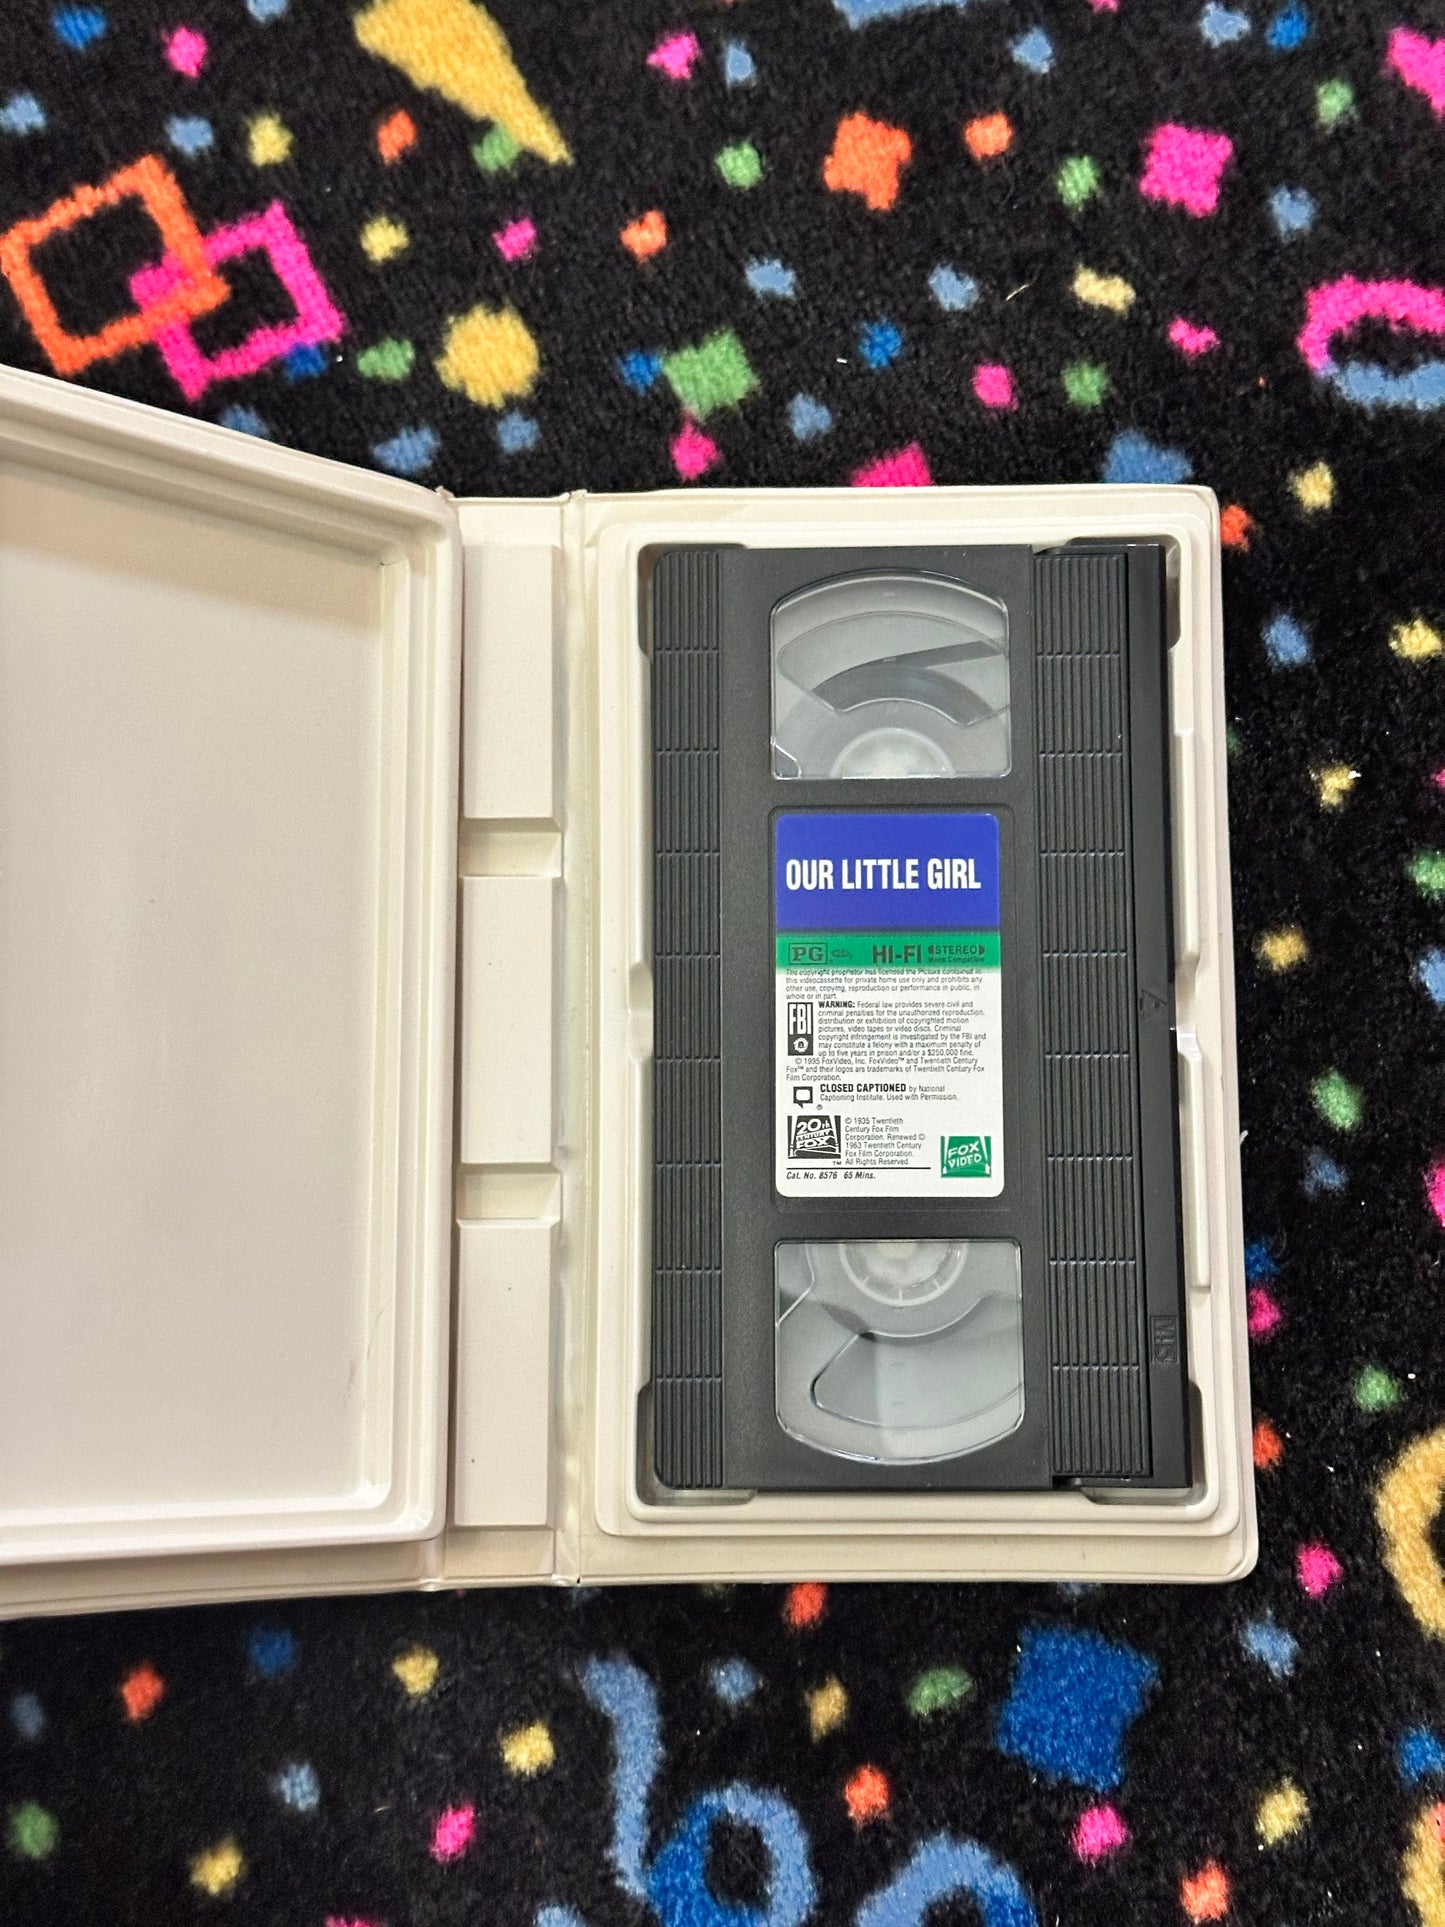 OUR LITTLE GIRL
PG HI-FI STEREO
Mono Compatible
The copyright proprietor has licensed the Picture contained in
this videocassette for private home use only and prohibits any
other use, copying, reproduction or performance in public, in
whole or in part.
FBI WARNING: Federal law provides severe civil and
criminal penalties for the unauthorized reproduction,
distribution or exhibition of copyrighted motion
pictures, video tapes or video discs. Criminal
copyright infringement is investigated by the FBI and
may constitute a felony with a maximum penalty of
up to five years in prison and/or a $250,000 fine.
© 1995 FoxVideo, Inc. FoxVideo™ and Twentieth Century
Fox™ and their logos are trademarks of Twentieth Century Fox
Film Corporation.
CLOSED CAPTIONED by National
Captioning Institute. Used with Permission.
®
20th CENTURY FOX ™
© 1935 Twentieth
Century Fox Film
Corporation. Renewed ©
1963 Twentieth Century
Fox Film Corporation.
All Rights Reserved.
FOX VIDEO
Cat. No. 8576 65 Mins.
VHS